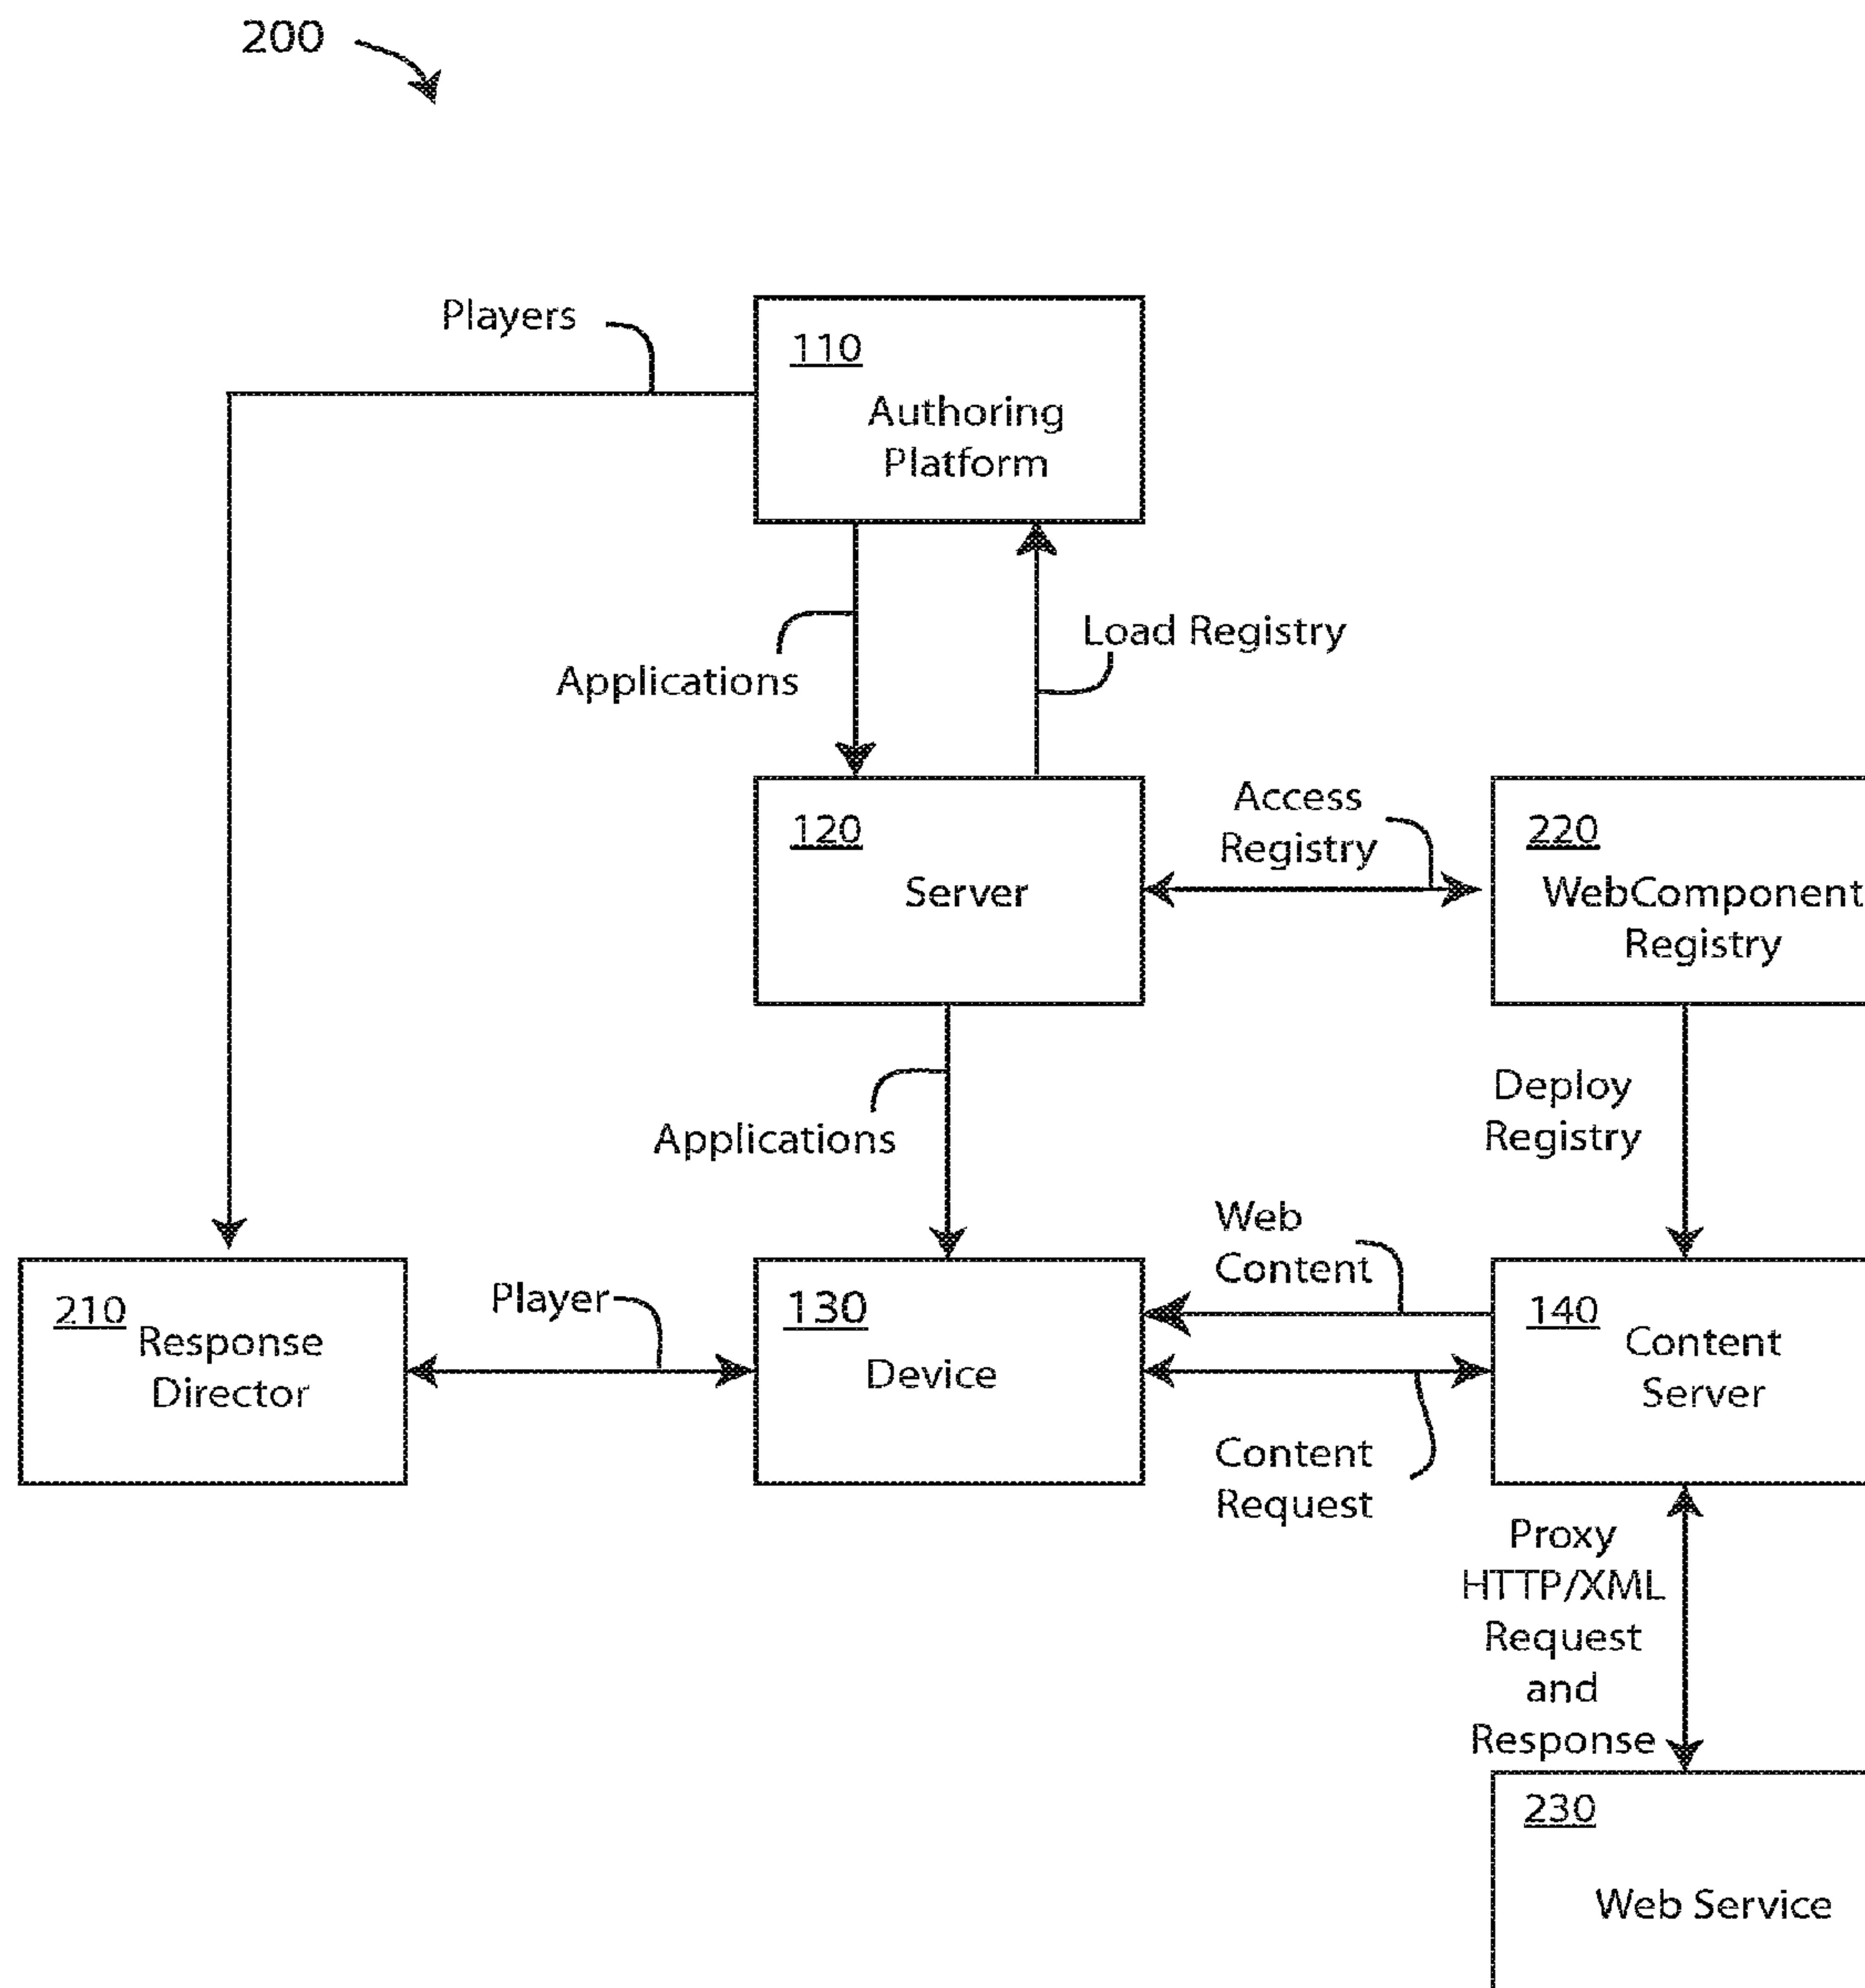 200
Players
110
Authoring
Platform
Applications
Load Registry
120
Server
Access
Registry
220
WebComponent
Registry
Applications
Deploy
Registry
210
Response
Director
Player
130
Device
Web
Content
Content
Request
140
Content
Server
Proxy
HTTP/XML
Request
and
Response
230
Web Service